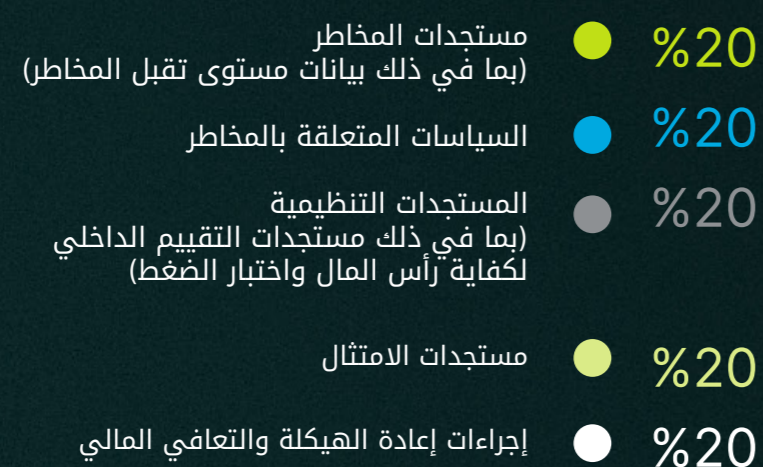 %20 مستجدات المخاطر
(بما في ذلك بيانات مستوى تقبل المخاطر)
%20 السياسات المتعلقة بالمخاطر
%20 المستجدات التنظيمية
(بما في ذلك مستجدات التقييم الداخلي
لكفاية رأس المال واختبار الضغط)
%20 مستجدات الامتثال
%20 إجراءات إعادة الهيكلة والتعافي المالي